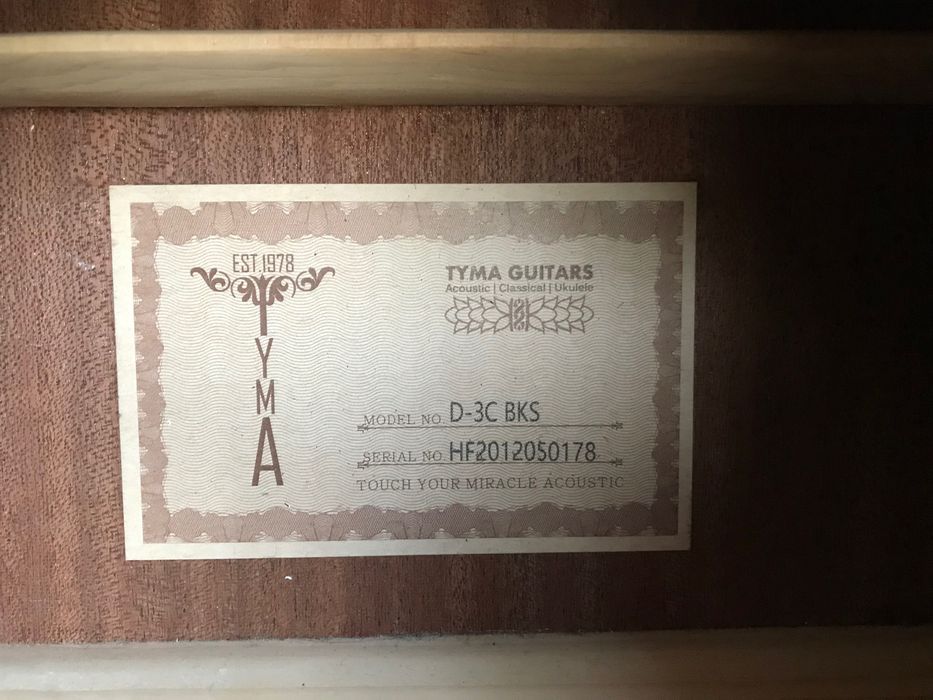 EST.1978
TYMA
TYMA GUITARS
Acoustic | Classical | Ukulele
MODEL NO. D-3C BKS
SERIAL NO. HF2012050178
TOUCH YOUR MIRACLE ACOUSTIC